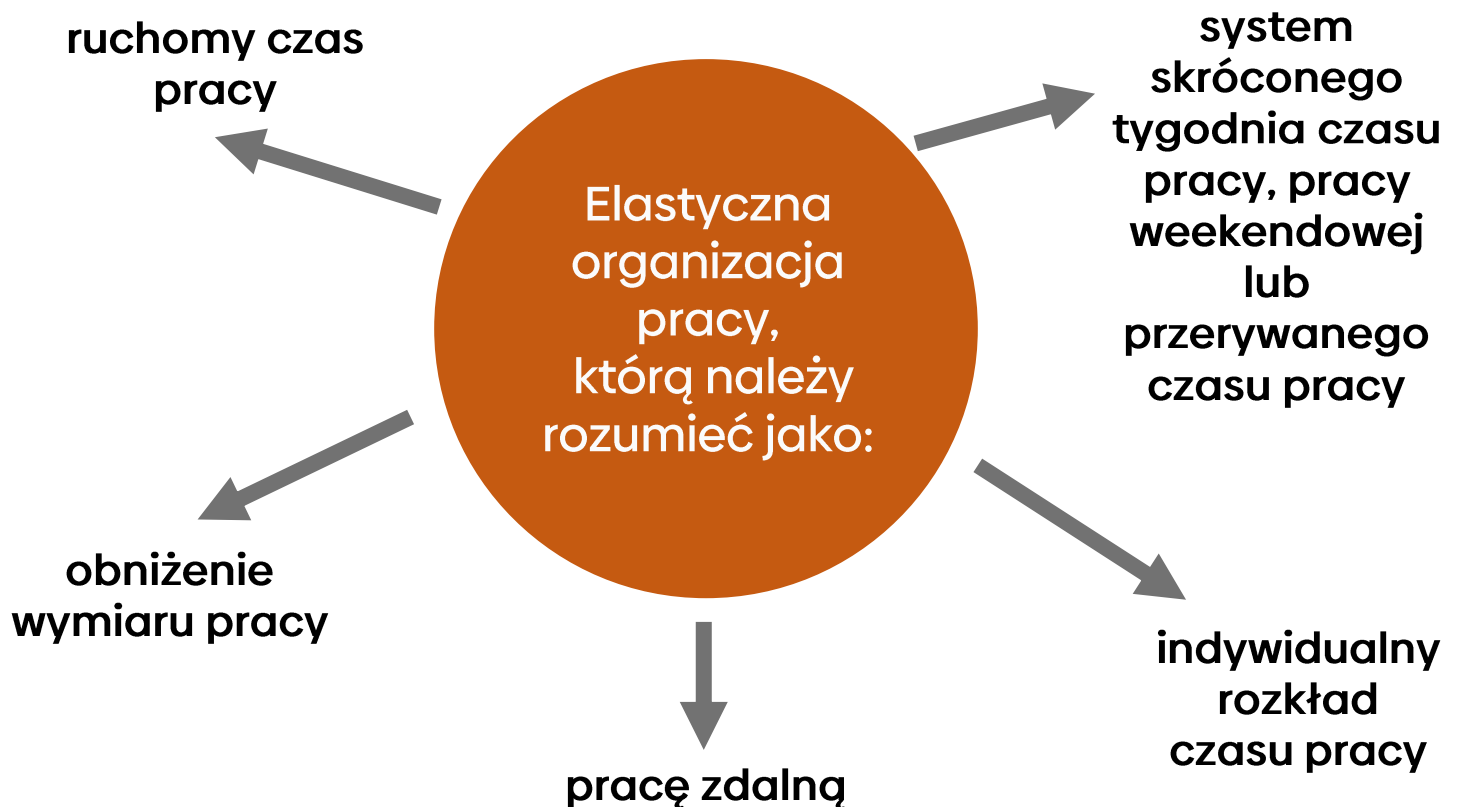 ruchomy czas
pracy
system
skróconego
tygodnia czasu
pracy, pracy
weekendowej
lub
przerywanego
czasu pracy
Elastyczna
organizacja
pracy,
którą należy
rozumieć jako:
obniżenie
wymiaru pracy
indywidualny
rozkład
czasu pracy
pracę zdalną